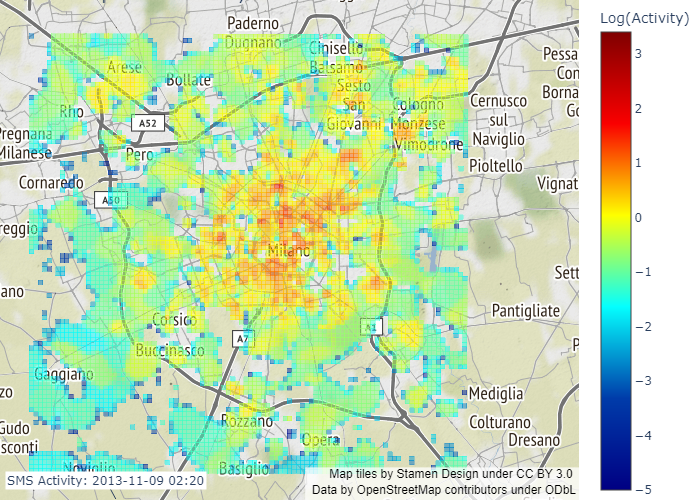 Log(Activity)
3
2
1
0
−1
−2
−3
−4
−5
Paderno
Dugnano
Cinisello
Balsamo
Arese
Bollate
Sesto
San
Giovanni
Cologno
Monzese
Vimodrone
Cernusco
sul
Naviglio
Pioltello
Pessa
Con
Borna
Go
Rho
A52
Pregnana
Milanese
Pero
Cornaredo
A50
Vignat
reggio
Milano
Sett
ano
Pantigliate
Corsico
A7
A1
P
Buccinasco
Gaggiano
zo
Mediglia
Rozzano
Colturano
Dresano
Gudo
sconti
Opera
Noviglio
Basiglio
SMS Activity: 2013-11-09 02:20
Map tiles by Stamen Design under CC BY 3.0
Data by OpenStreetMap contributors under ODbL